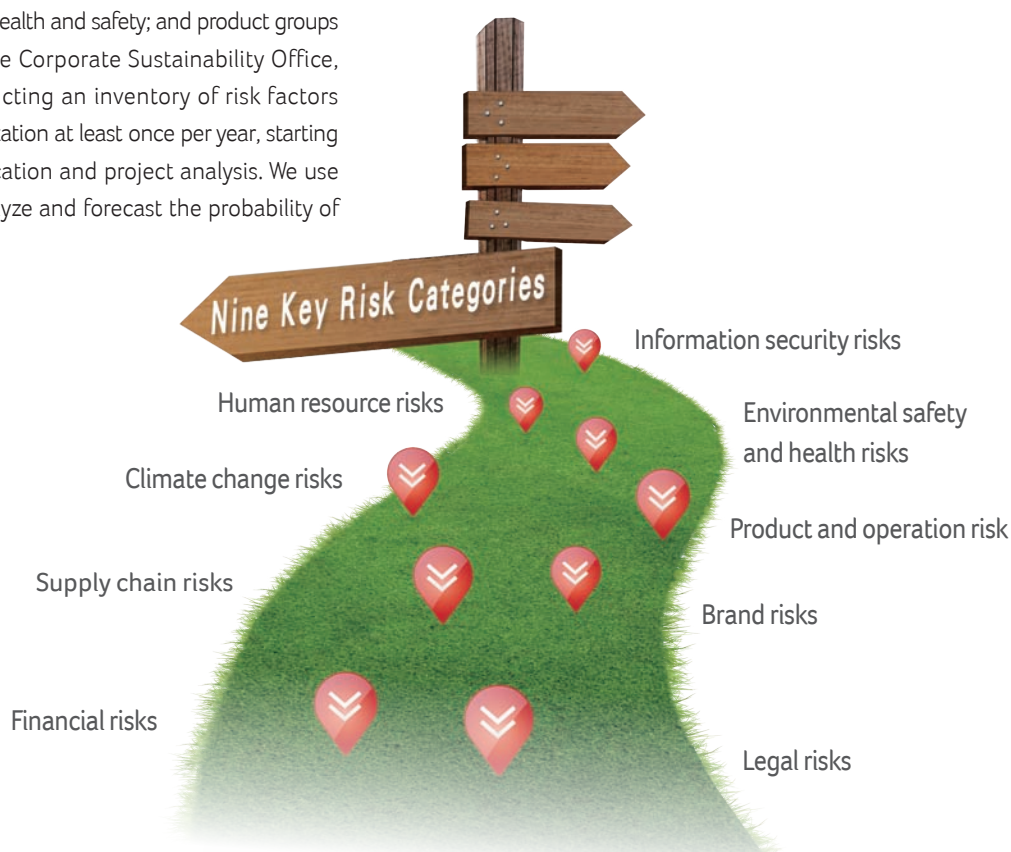 ealth and safety; and product groups
e Corporate Sustainability Office,
cting an inventory of risk factors
ation at least once per year, starting
ation and project analysis. We use
yze and forecast the probability of
Nine Key Risk Categories
Information security risks
Human resource risks
Environmental safety
and health risks
Climate change risks
Product and operation risk
Supply chain risks
Brand risks
Financial risks
Legal risks